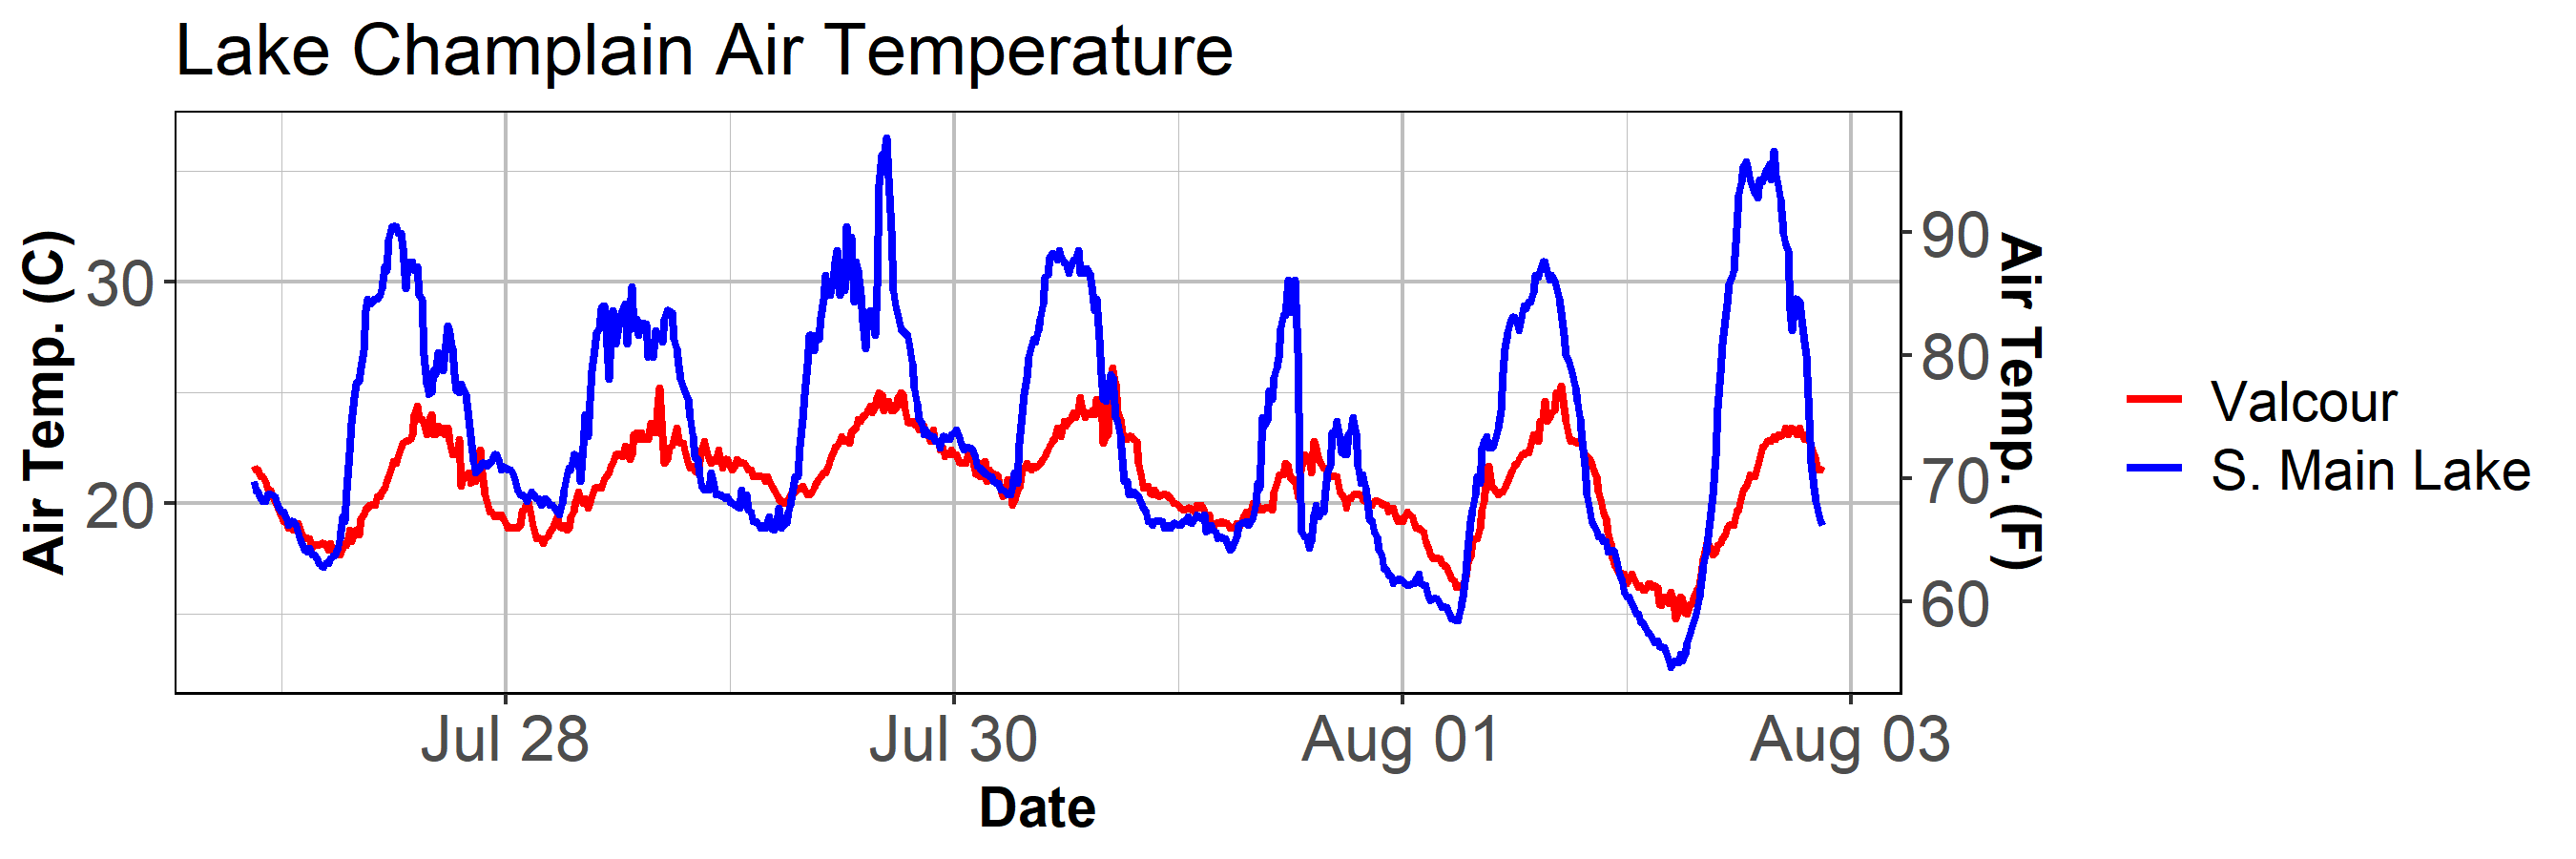 Lake Champlain Air Temperature
Air Temp. (C)
30
20
90
80
70
60
Air Temp. (F)
Valcour
S. Main Lake
Jul 28
Jul 30
Aug 01
Aug 03
Date